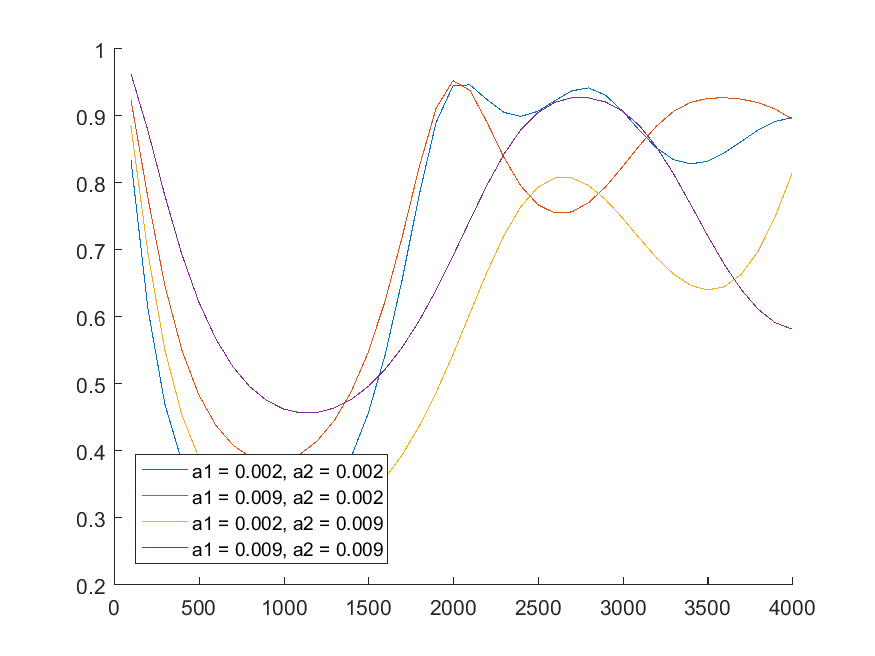 1
0.9
0.8
0.7
0.6
0.5
0.4
0.3
0.2
a1 = 0.002, a2 = 0.002
a1 = 0.009, a2 = 0.002
a1 = 0.002, a2 = 0.009
a1 = 0.009, a2 = 0.009
0 500 1000 1500 2000 2500 3000 3500 4000